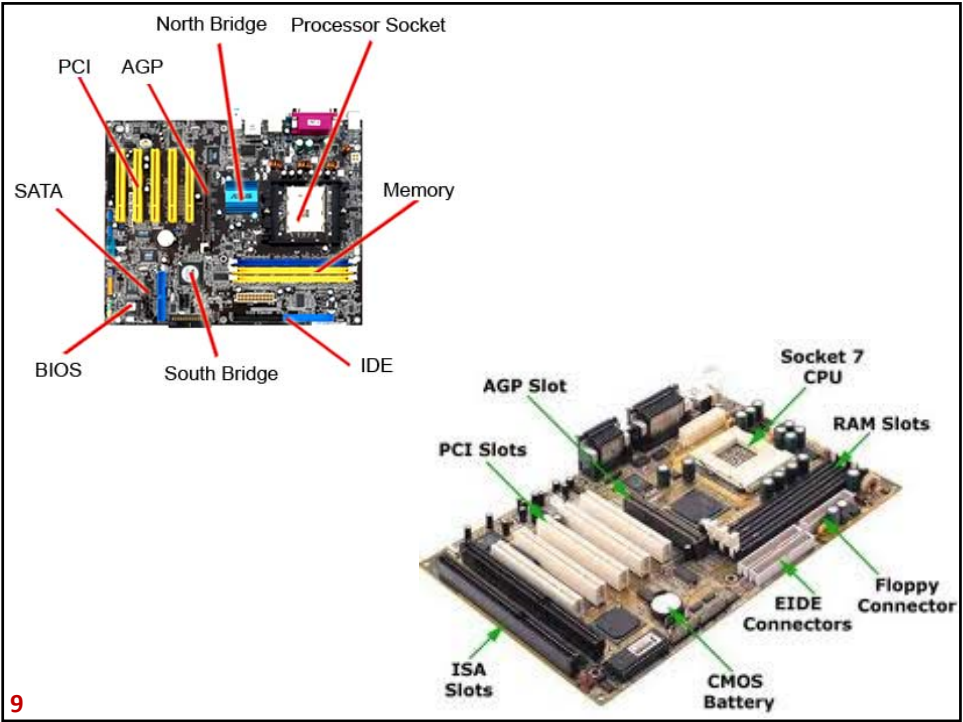 North Bridge
Processor Socket
PCI
AGP
SATA
Memory
BIOS
South Bridge
IDE
Socket 7
CPU
AGP Slot
RAM Slots
PCI Slots
Floppy
Connector
EIDE
Connectors
ISA
Slots
CMOS
Battery
9